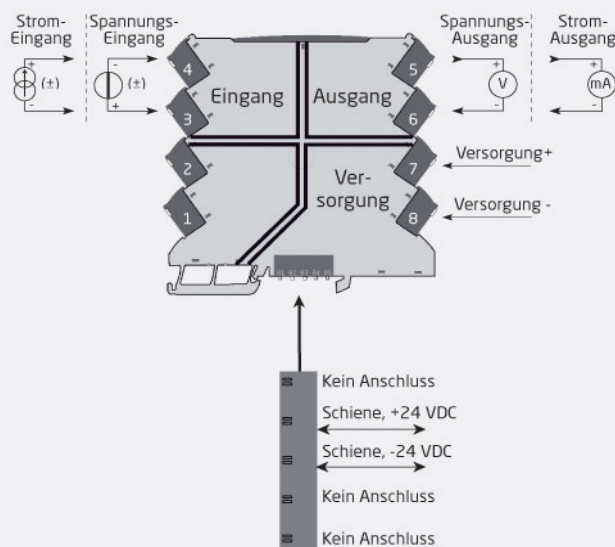 Strom-
Eingang
Spannungs-
Eingang
Spannungs-
Ausgang
Strom-
Ausgang
+
(±)
-
-
(±)
+
4
3
2
1
Eingang
Ausgang
Ver-
sorgung
5
6
7
8
+
V
-
+
mA
-
Versorgung+
Versorgung -
Kein Anschluss
Schiene, +24 VDC
Schiene, -24 VDC
Kein Anschluss
Kein Anschluss